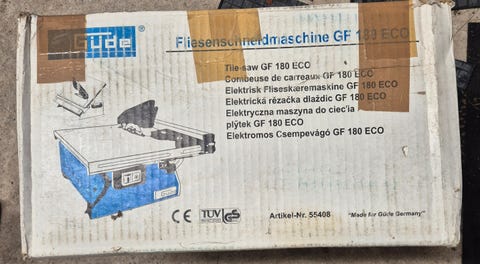 Güde
Fliesenschneidmaschine GF 180 ECO
Tile saw GF 180 ECO
Coupeuse de carreaux GF 180 ECO
Elektrisk Fliseskæremaskine GF 180 ECO
Elektrická řezačka dlaždic GF 180 ECO
Elektryczna maszyna do cięcia
płytek GF 180 ECO
Elektromos Csempevágó GF 180 ECO
CE TÜV GS
Artikel-Nr. 55408 "Made for Güde Germany"